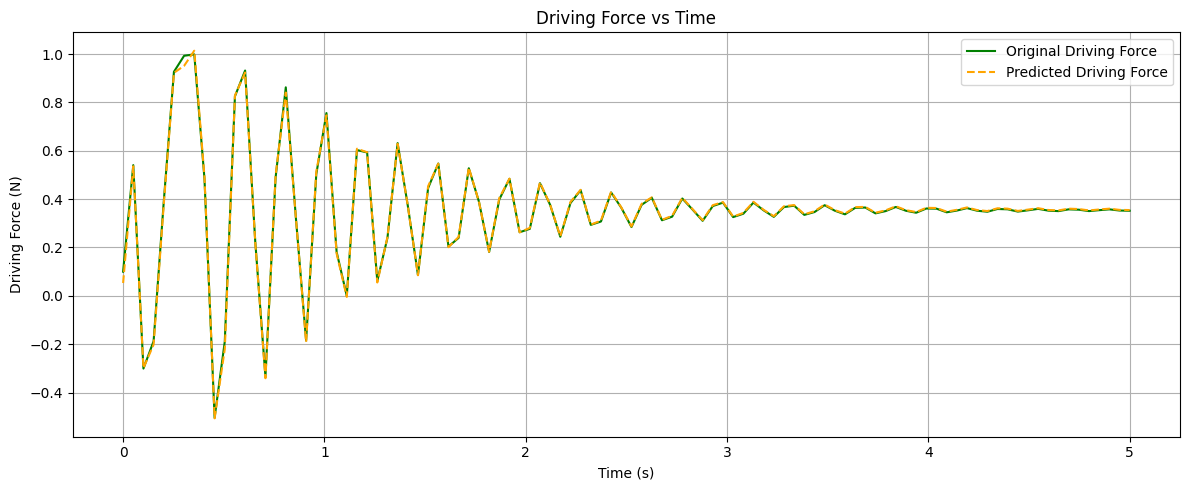 Driving Force vs Time
Original Driving Force
Predicted Driving Force
Driving Force (N)
1.0
0.8
0.6
0.4
0.2
0.0
−0.2
−0.4
0 1 2 3 4 5
Time (s)